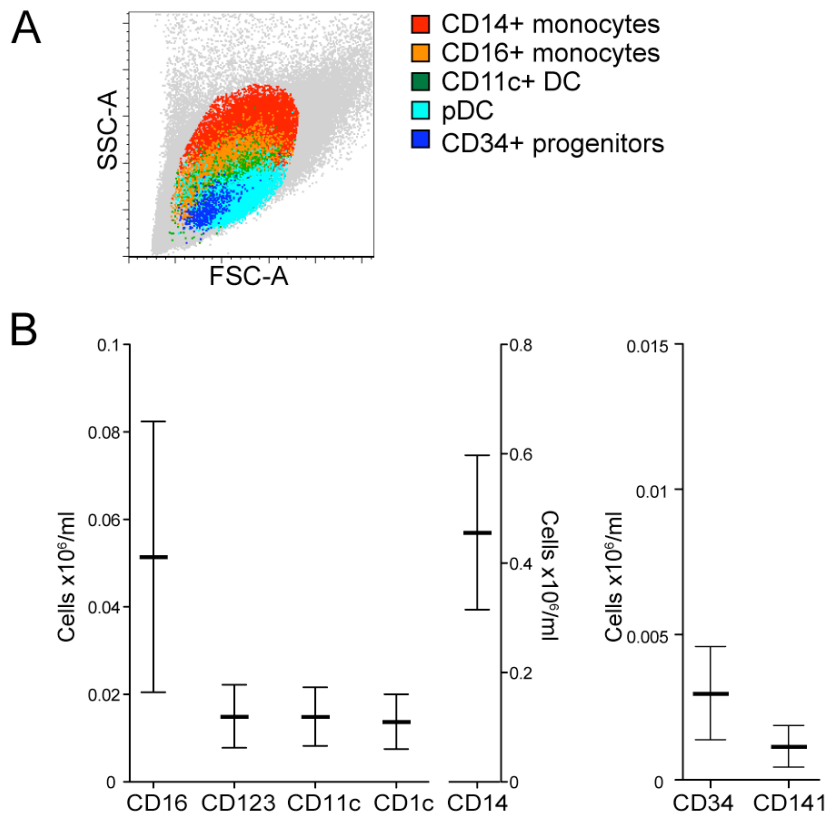 A
CD14+ monocytes
CD16+ monocytes
CD11c+ DC
pDC
CD34+ progenitors
SSC-A
FSC-A
B
Cells x10⁶/ml
0.1
0.08
0.06
0.04
0.02
0
CD16 CD123 CD11c CD1c
0.8
0.6
0.4
0.2
0
Cells x10⁶/ml
CD14
Cells x10⁶/ml
0.015
0.01
0.005
0
CD34 CD141